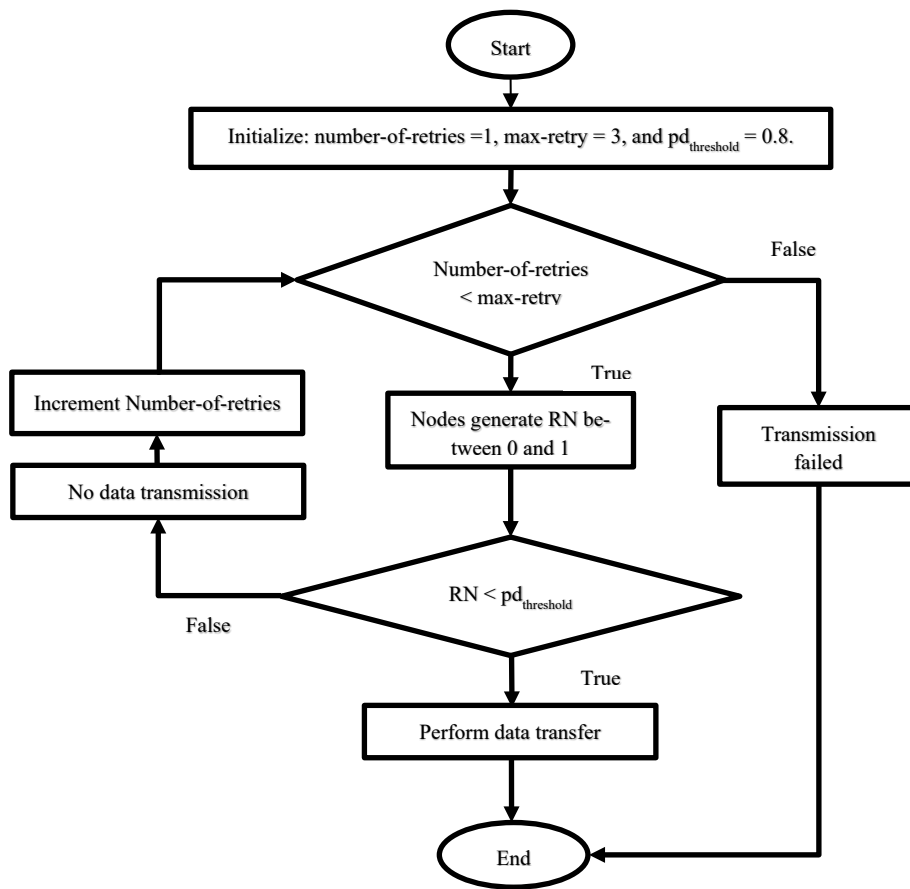 Start
Initialize: number-of-retries =1, max-retry = 3, and pd_threshold = 0.8.
Number-of-retries
< max-retry
False
True
Increment Number-of-retries
Nodes generate RN be-
tween 0 and 1
Transmission
failed
No data transmission
RN < pd_threshold
False
True
Perform data transfer
End